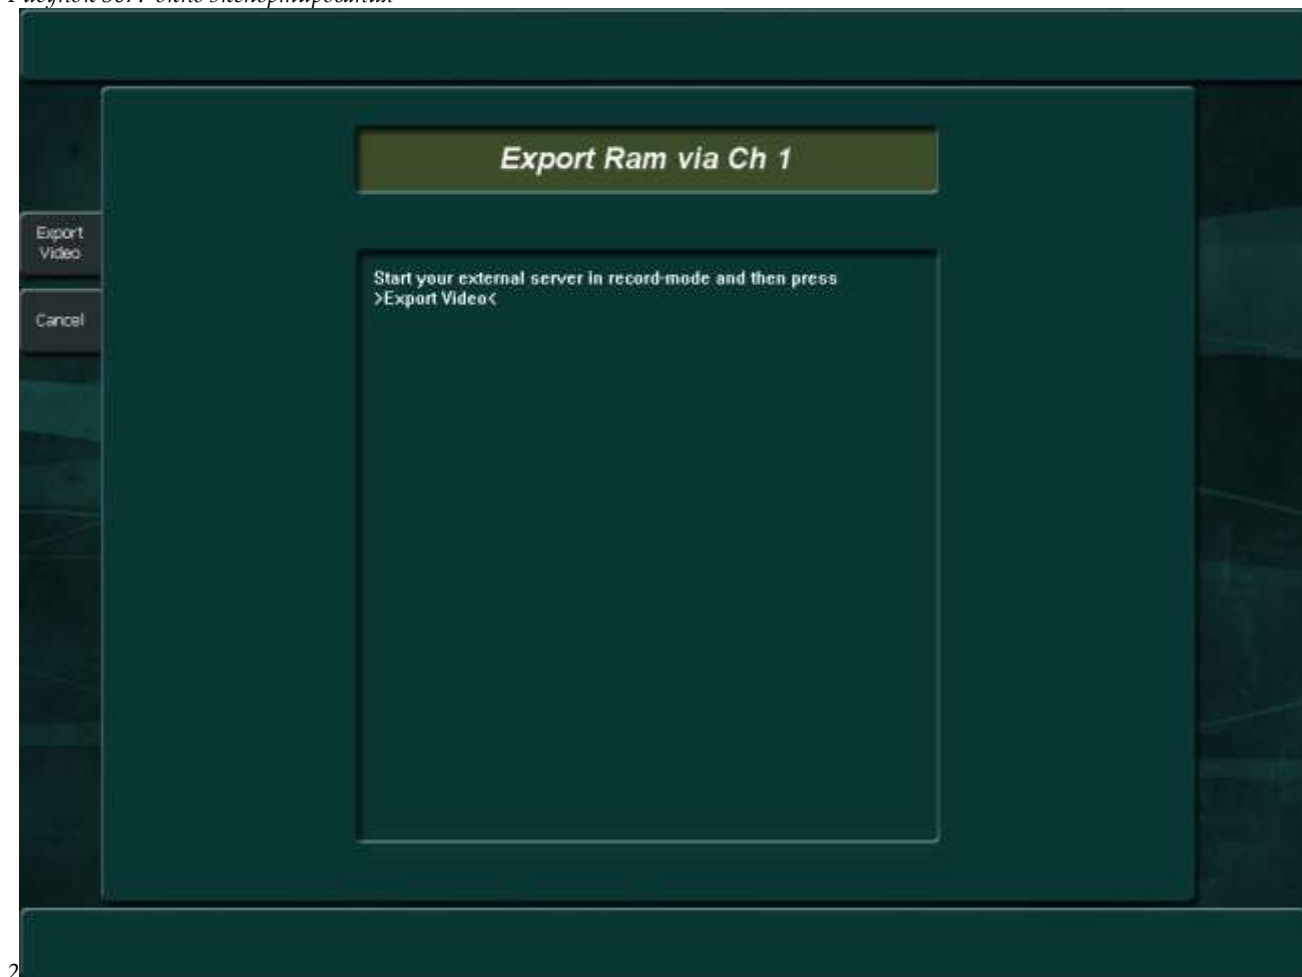 Export Ram via Ch 1
Export
Video
Start your external server in record-mode and then press
>Export Video<
Cancel
2